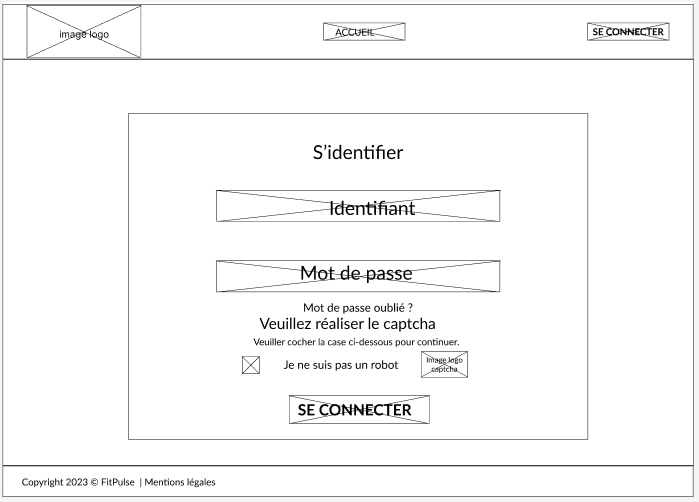 image logo
ACCUEIL
SE CONNECTER
S'identifier
Identifiant
Mot de passe
Mot de passe oublié ?
Veuillez réaliser le captcha
Veuiller cocher la case ci-dessous pour continuer.
Je ne suis pas un robot
Image logo
captcha
SE CONNECTER
Copyright 2023 © FitPulse | Mentions légales